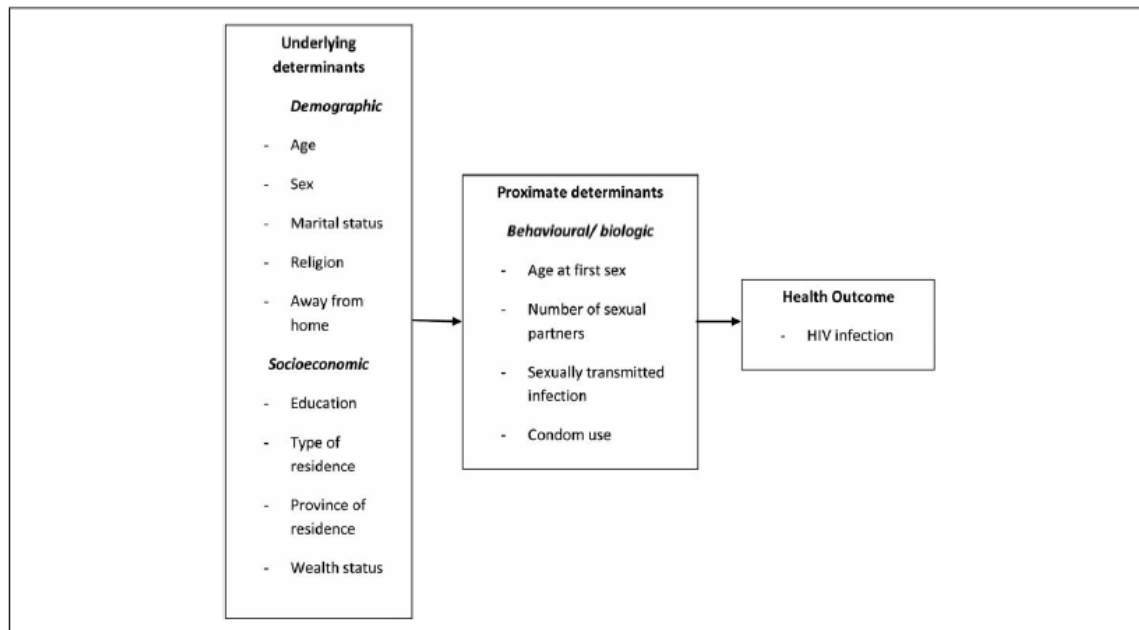 Underlying
determinants
Demographic
- Age
- Sex
- Marital status
- Religion
- Away from
home
Socioeconomic
- Education
- Type of
residence
- Province of
residence
- Wealth status
Proximate determinants
Behavioural/ biologic
- Age at first sex
- Number of sexual
partners
- Sexually transmitted
infection
- Condom use
Health Outcome
- HIV infection